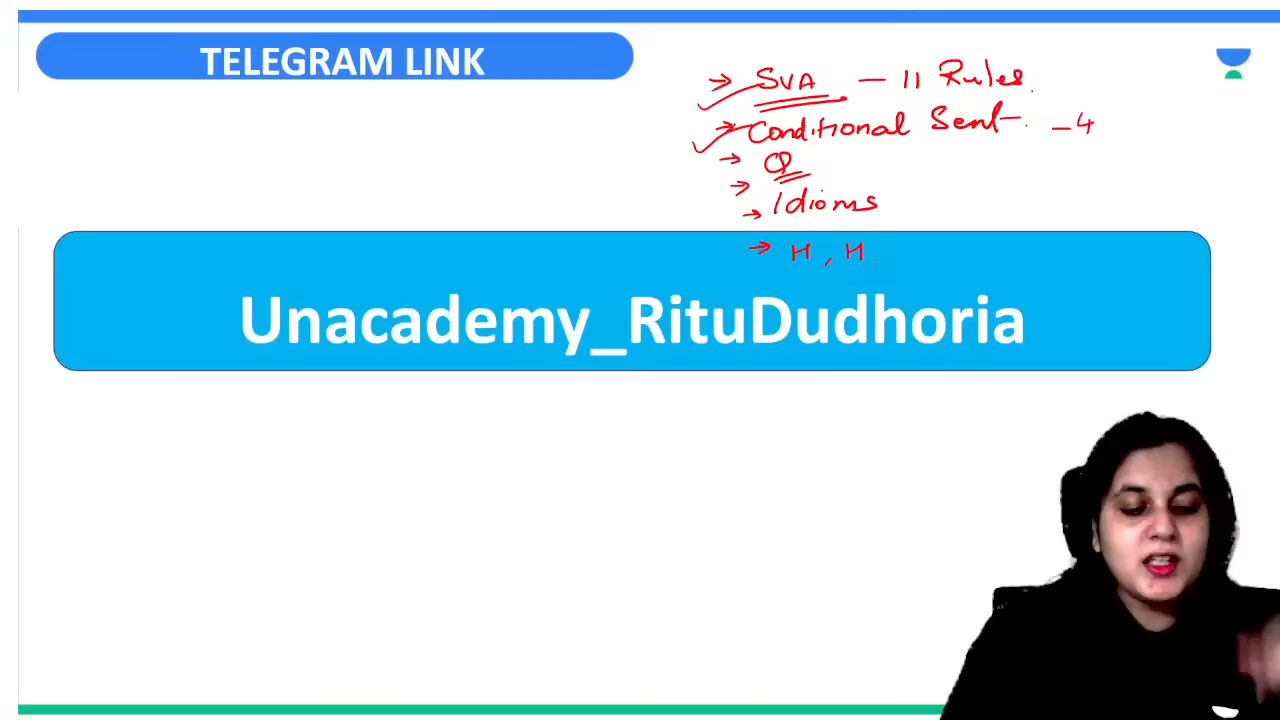 TELEGRAM LINK
→ SVA — 11 Rules.
→ Conditional Sent –. – 4
→ CP
→
→ Idioms
→ H, H.
Unacademy_RituDudhoria